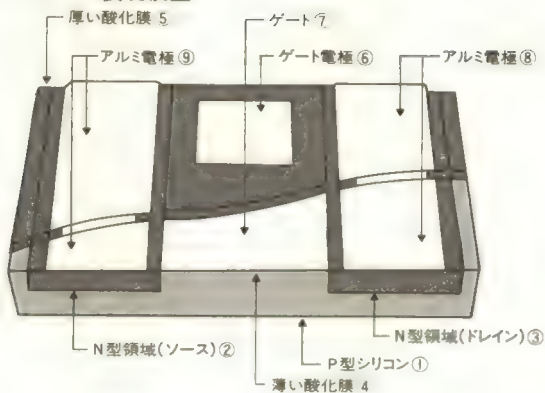 厚い酸化膜 5
ゲート 7
アルミ電極⑨
ゲート電極⑥
アルミ電極⑧
N型領域(ソース)②
N型領域(ドレイン)③
P型シリコン①
薄い酸化膜 4